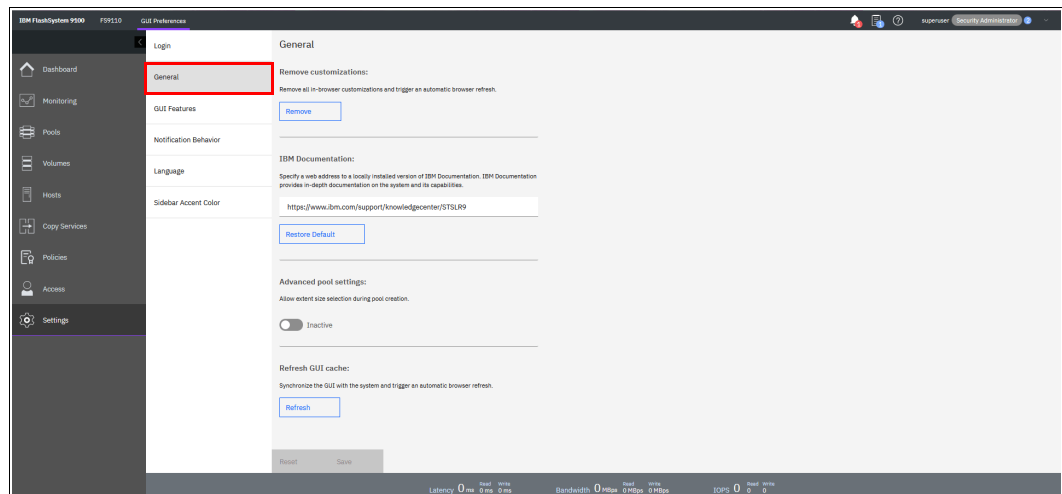 IBM FlashSystem 9100 FS9110 GUI Preferences
superuser Security Administrator
Dashboard
Monitoring
Pools
Volumes
Hosts
Copy Services
Policies
Access
Settings
Login
General
GUI Features
Notification Behavior
Language
Sidebar Accent Color
General
Remove customizations:
Remove all in-browser customizations and trigger an automatic browser refresh.
Remove
IBM Documentation:
Specify a web address to a locally installed version of IBM Documentation. IBM Documentation
provides in-depth documentation on the system and its capabilities.
https://www.ibm.com/support/knowledgecenter/STSLR9
Restore Default
Advanced pool settings:
Allow extent size selection during pool creation.
Inactive
Refresh GUI cache:
Synchronize the GUI with the system and trigger an automatic browser refresh.
Refresh
Reset Save
Read Write Read Write Read Write
Latency 0 ms 0 ms 0 ms Bandwidth 0 MBps 0 MBps 0 MBps IOPS 0 0 0